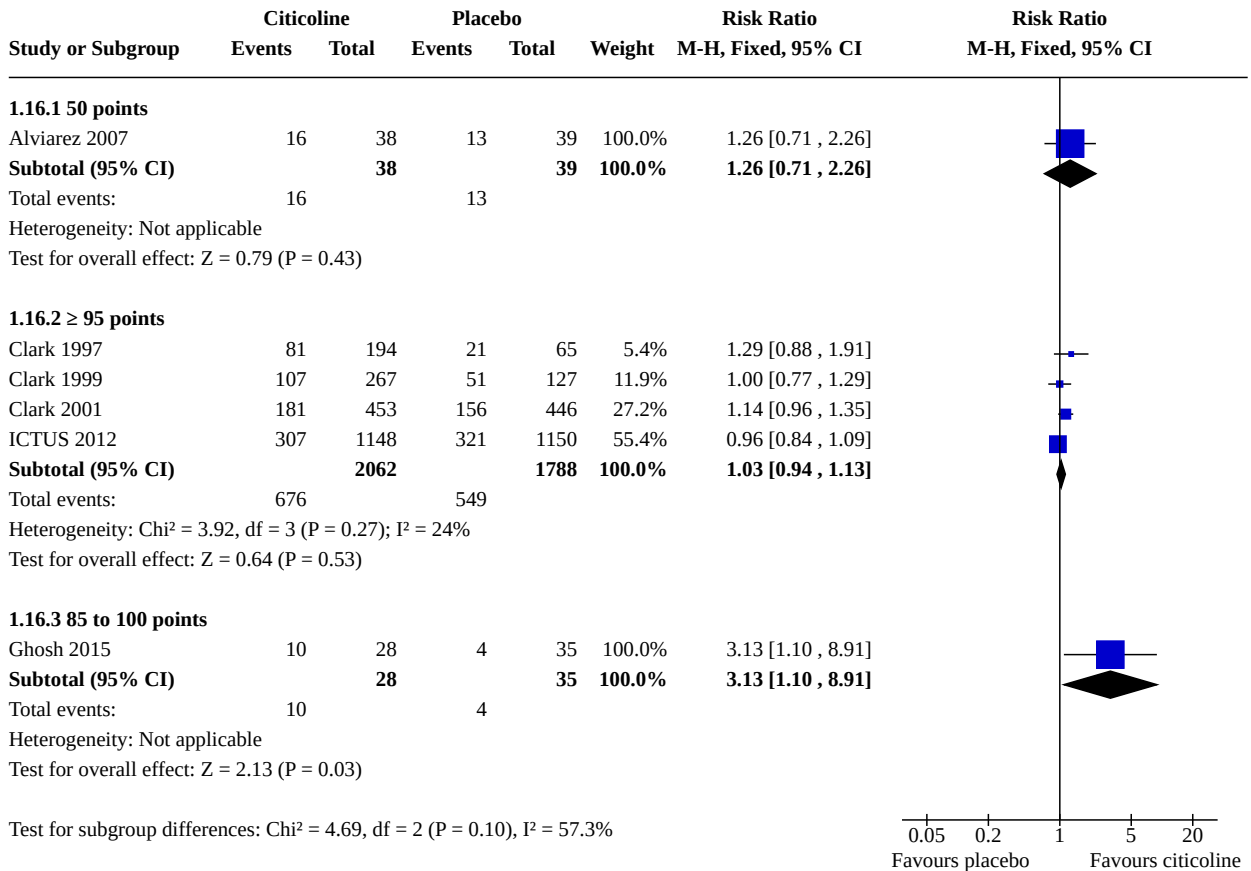 Citicoline Placebo Risk Ratio Risk Ratio
Study or Subgroup Events Total Events Total Weight M-H, Fixed, 95% CI M-H, Fixed, 95% CI
1.16.1 50 points
Alviarez 2007 16 38 13 39 100.0% 1.26 [0.71 , 2.26]
Subtotal (95% CI) 38 39 100.0% 1.26 [0.71 , 2.26]
Total events: 16 13
Heterogeneity: Not applicable
Test for overall effect: Z = 0.79 (P = 0.43)
1.16.2 ≥ 95 points
Clark 1997 81 194 21 65 5.4% 1.29 [0.88 , 1.91]
Clark 1999 107 267 51 127 11.9% 1.00 [0.77 , 1.29]
Clark 2001 181 453 156 446 27.2% 1.14 [0.96 , 1.35]
ICTUS 2012 307 1148 321 1150 55.4% 0.96 [0.84 , 1.09]
Subtotal (95% CI) 2062 1788 100.0% 1.03 [0.94 , 1.13]
Total events: 676 549
Heterogeneity: Chi² = 3.92, df = 3 (P = 0.27); I² = 24%
Test for overall effect: Z = 0.64 (P = 0.53)
1.16.3 85 to 100 points
Ghosh 2015 10 28 4 35 100.0% 3.13 [1.10 , 8.91]
Subtotal (95% CI) 28 35 100.0% 3.13 [1.10 , 8.91]
Total events: 10 4
Heterogeneity: Not applicable
Test for overall effect: Z = 2.13 (P = 0.03)
Test for subgroup differences: Chi² = 4.69, df = 2 (P = 0.10), I² = 57.3%
0.05 0.2 1 5 20
Favours placebo Favours citicoline